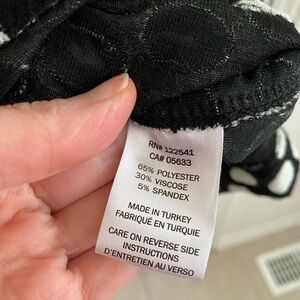 RN# 122541
CA# 05633
65% POLYESTER
30% VISCOSE
5% SPANDEX
MADE IN TURKEY
FABRIQUÉ EN TURQUIE
CARE ON REVERSE SIDE
INSTRUCTIONS
D'ENTRETIEN AU VERSO